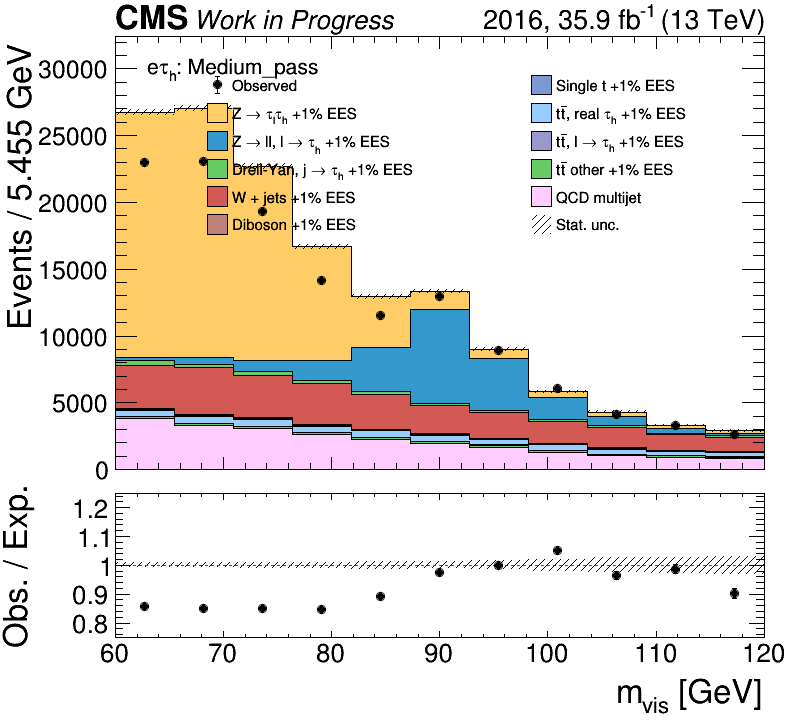 CMS Work in Progress 2016, 35.9 fb⁻¹ (13 TeV)
Events / 5.455 GeV
30000
25000
20000
15000
10000
5000
0
eτh: Medium_pass
Observed
Z → τlτh +1% EES
Z → ll, l → τh +1% EES
Drell-Yan, j → τh +1% EES
W + jets +1% EES
Diboson +1% EES
Single t +1% EES
tt̄, real τh +1% EES
tt̄, l → τh +1% EES
tt̄ other +1% EES
QCD multijet
Stat. unc.
Obs. / Exp.
1.2
1.1
1
0.9
0.8
60 70 80 90 100 110 120
mvis [GeV]